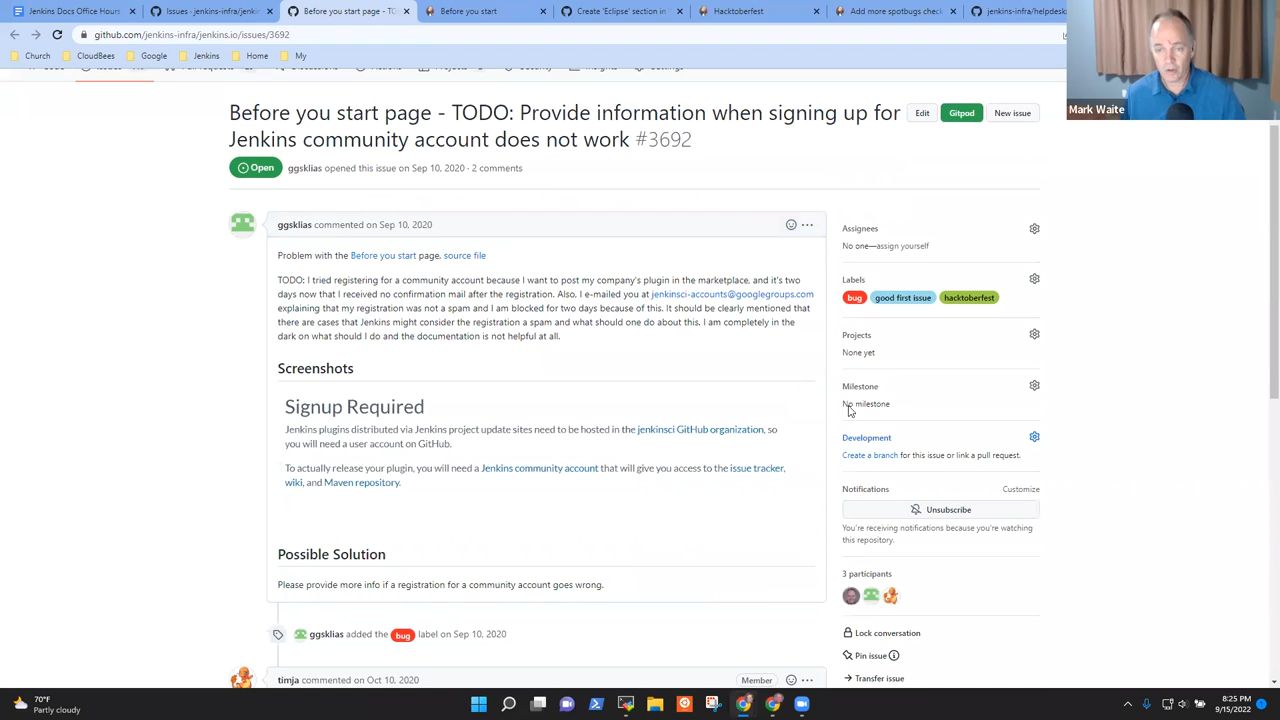 Jenkins Docs Office Hours
Issues · jenkins-infra/jenkin
Before you start page - TO
Before you start
Create 'Eclipse' section in
Hacktoberfest
Add more spotbugs check
jenkins-infra/helpdesk
github.com/jenkins-infra/jenkins.io/issues/3692
Church
CloudBees
Google
Jenkins
Home
My
Mark Waite
Before you start page - TODO: Provide information when signing up for
Jenkins community account does not work #3692
Edit
Gitpod
New issue
Open
ggsklias opened this issue on Sep 10, 2020 · 2 comments
ggsklias commented on Sep 10, 2020
Problem with the Before you start page, source file
TODO: I tried registering for a community account because I want to post my company's plugin in the marketplace, and it's two
days now that I received no confirmation mail after the registration. Also, I e-mailed you at jenkinsci-accounts@googlegroups.com
explaining that my registration was not a spam and I am blocked for two days because of this. It should be clearly mentioned that
there are cases that Jenkins might consider the registration a spam and what should one do about this. I am completely in the
dark on what should I do and the documentation is not helpful at all.
Screenshots
Signup Required
Jenkins plugins distributed via Jenkins project update sites need to be hosted in the jenkinsci GitHub organization, so
you will need a user account on GitHub.
To actually release your plugin, you will need a Jenkins community account that will give you access to the issue tracker,
wiki, and Maven repository.
Possible Solution
Please provide more info if a registration for a community account goes wrong.
ggsklias added the bug label on Sep 10, 2020
timja commented on Oct 10, 2020
Member
Assignees
No one—assign yourself
Labels
bug
good first issue
hacktoberfest
Projects
None yet
Milestone
No milestone
Development
Create a branch for this issue or link a pull request.
Notifications
Customize
Unsubscribe
You're receiving notifications because you're watching
this repository.
3 participants
Lock conversation
Pin issue
Transfer issue
70°F
Partly cloudy
8:25 PM
9/15/2022